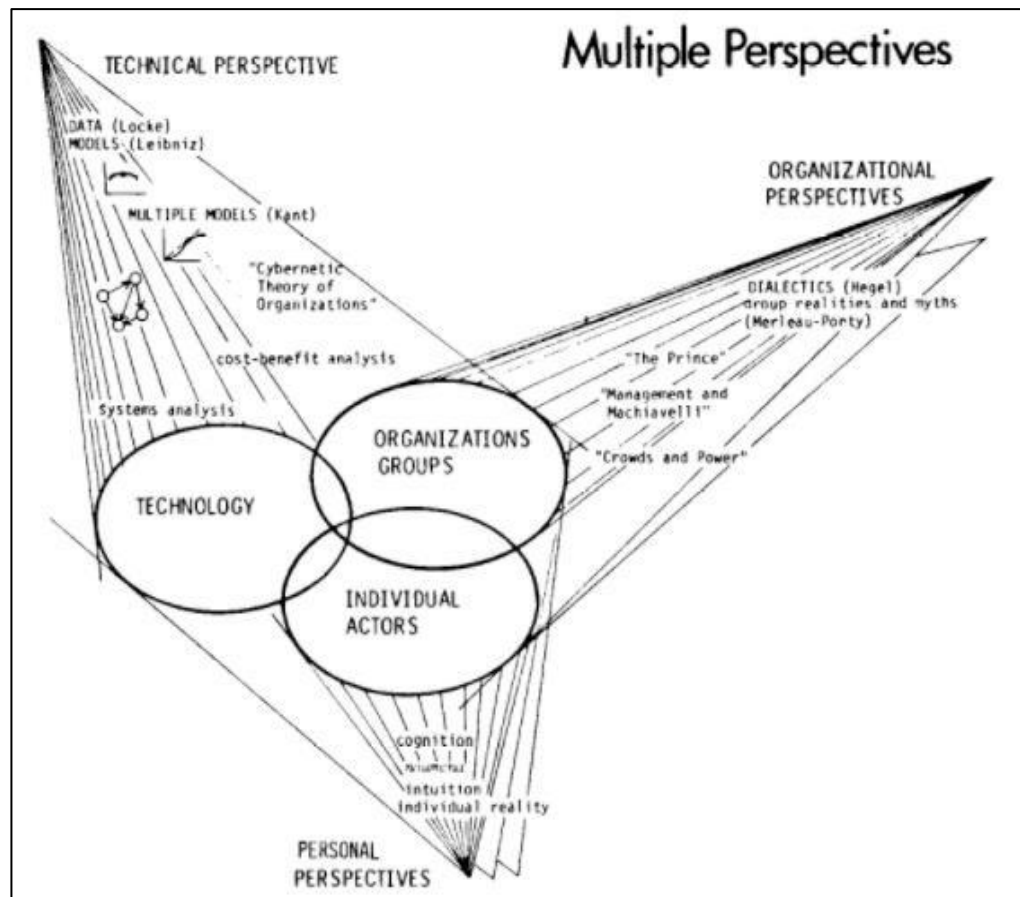 Multiple Perspectives
TECHNICAL PERSPECTIVE
DATA (Locke)
MODELS (Leibniz)
MULTIPLE MODELS (Kant)
"Cybernetic
Theory of
Organizations"
cost-benefit analysis
Systems analysis
ORGANIZATIONAL
PERSPECTIVES
DIALECTICS (Hegel)
Group realities and myths
(Merleau-Ponty)
"The Prince"
"Management and
Machiavelli"
"Crowds and Power"
ORGANIZATIONS
GROUPS
TECHNOLOGY
INDIVIDUAL
ACTORS
cognition
intuition
individual reality
PERSONAL
PERSPECTIVES